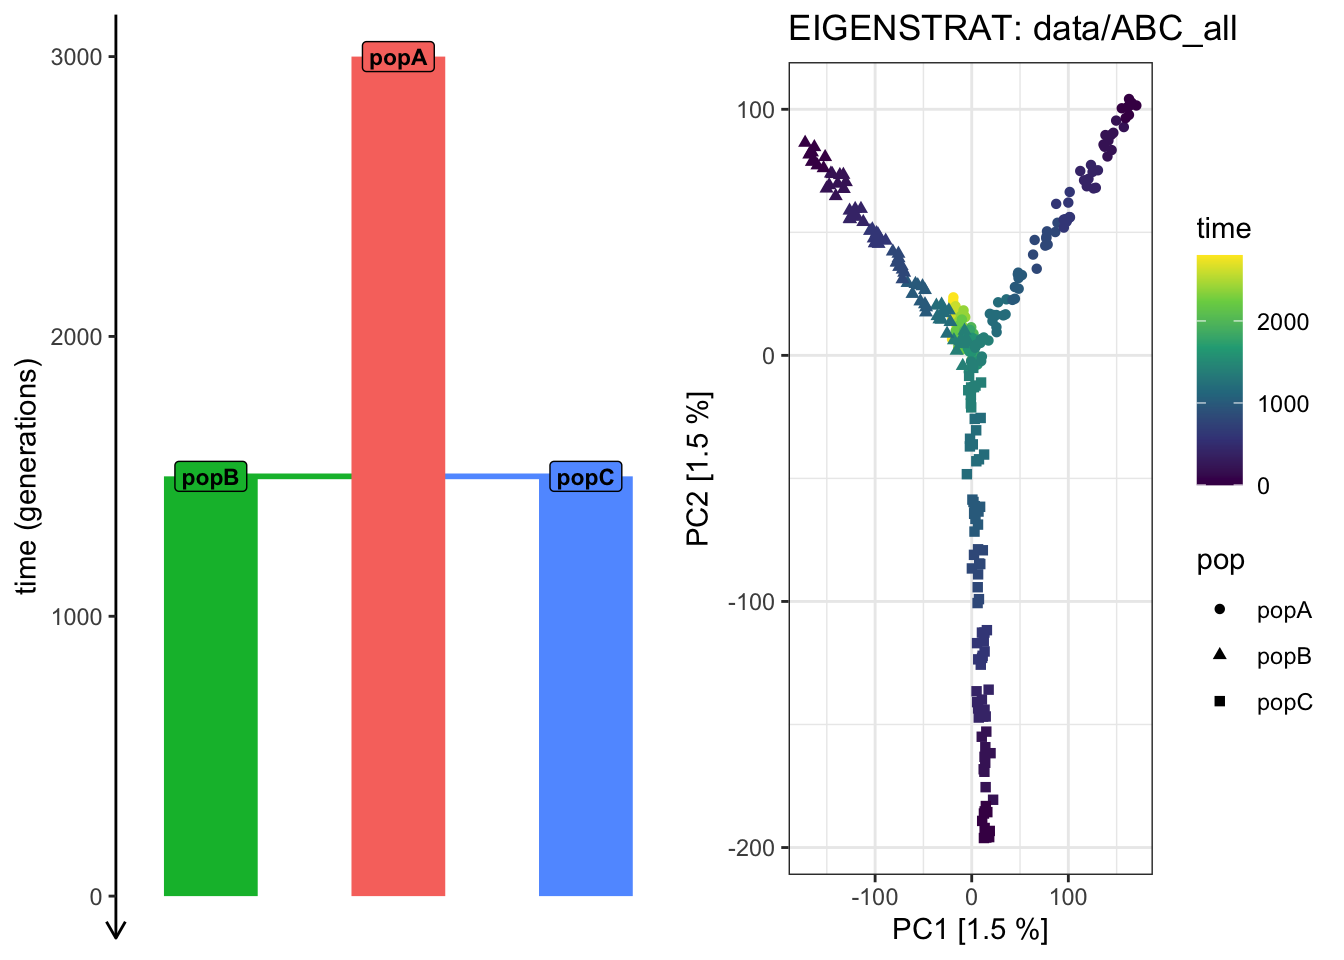 time (generations)
3000
2000
1000
0
popA
popB
popC
EIGENSTRAT: data/ABC_all
PC2 [1.5 %]
100
0
-100
-200
-100
0
100
PC1 [1.5 %]
time
2000
1000
0
pop
popA
popB
popC